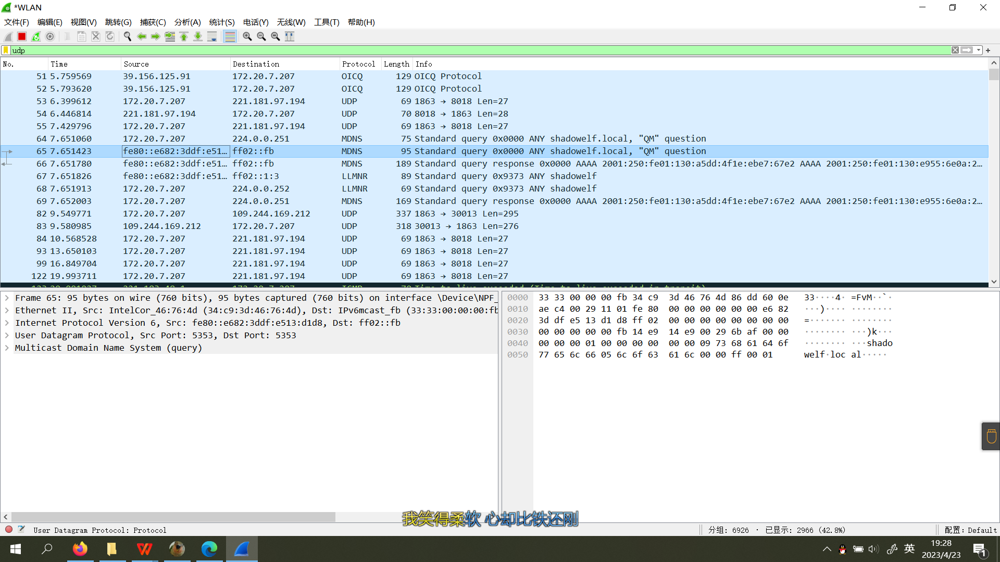 *WLAN
文件(F) 编辑(E) 视图(V) 跳转(G) 捕获(C) 分析(A) 统计(S) 电话(Y) 无线(W) 工具(T) 帮助(H)
udp
No. Time Source Destination Protocol Length Info
51 5.759569 39.156.125.91 172.20.7.207 OICQ 129 OICQ Protocol
52 5.793620 39.156.125.91 172.20.7.207 OICQ 129 OICQ Protocol
53 6.399612 172.20.7.207 221.181.97.194 UDP 69 1863 → 8018 Len=27
54 6.446814 221.181.97.194 172.20.7.207 UDP 70 8018 → 1863 Len=28
55 7.429796 172.20.7.207 221.181.97.194 UDP 69 1863 → 8018 Len=27
64 7.651060 172.20.7.207 224.0.0.251 MDNS 75 Standard query 0x0000 ANY shadowelf.local, "QM" question
65 7.651423 fe80::e682:3ddf:e51… ff02::fb MDNS 95 Standard query 0x0000 ANY shadowelf.local, "QM" question
66 7.651780 fe80::e682:3ddf:e51… ff02::fb MDNS 189 Standard query response 0x0000 AAAA 2001:250:fe01:130:a5dd:4f1e:ebe7:67e2 AAAA 2001:250:fe01:130:e955:6e0a:2…
67 7.651826 fe80::e682:3ddf:e51… ff02::1:3 LLMNR 89 Standard query 0x9373 ANY shadowelf
68 7.651913 172.20.7.207 224.0.0.252 LLMNR 69 Standard query 0x9373 ANY shadowelf
69 7.652003 172.20.7.207 224.0.0.251 MDNS 169 Standard query response 0x0000 AAAA 2001:250:fe01:130:a5dd:4f1e:ebe7:67e2 AAAA 2001:250:fe01:130:e955:6e0a:2…
82 9.549771 172.20.7.207 109.244.169.212 UDP 337 1863 → 30013 Len=295
83 9.580985 109.244.169.212 172.20.7.207 UDP 318 30013 → 1863 Len=276
84 10.568528 172.20.7.207 221.181.97.194 UDP 69 1863 → 8018 Len=27
93 13.650103 172.20.7.207 221.181.97.194 UDP 69 1863 → 8018 Len=27
99 16.849704 172.20.7.207 221.181.97.194 UDP 69 1863 → 8018 Len=27
122 19.993711 172.20.7.207 221.181.97.194 UDP 69 1863 → 8018 Len=27
Time to live exceeded (Time to live exceeded in transit)
Frame 65: 95 bytes on wire (760 bits), 95 bytes captured (760 bits) on interface \Device\NPF_
Ethernet II, Src: IntelCor_46:76:4d (34:c9:3d:46:76:4d), Dst: IPv6mcast_fb (33:33:00:00:00:fb
Internet Protocol Version 6, Src: fe80::e682:3ddf:e513:d1d8, Dst: ff02::fb
User Datagram Protocol, Src Port: 5353, Dst Port: 5353
Multicast Domain Name System (query)
0000 33 33 00 00 00 fb 34 c9 3d 46 76 4d 86 dd 60 0e 33····4· =FvM··`·
0010 ae c4 00 29 11 01 fe 80 00 00 00 00 00 00 e6 82 ···)···· ········
0020 3d df e5 13 d1 d8 ff 02 00 00 00 00 00 00 00 00 =······· ········
0030 00 00 00 00 00 fb 14 e9 14 e9 00 29 6b af 00 00 ········ ···)k···
0040 00 00 00 01 00 00 00 00 00 00 09 73 68 61 64 6f ········ ···shado
0050 77 65 6c 66 05 6c 6f 63 61 6c 00 00 ff 00 01 welf·loc al·····
我笑得柔软 心却比铁还刚
User Datagram Protocol: Protocol
分组: 6926 · 已显示: 2966 (42.8%)
配置: Default
英
19:28
2023/4/23
1